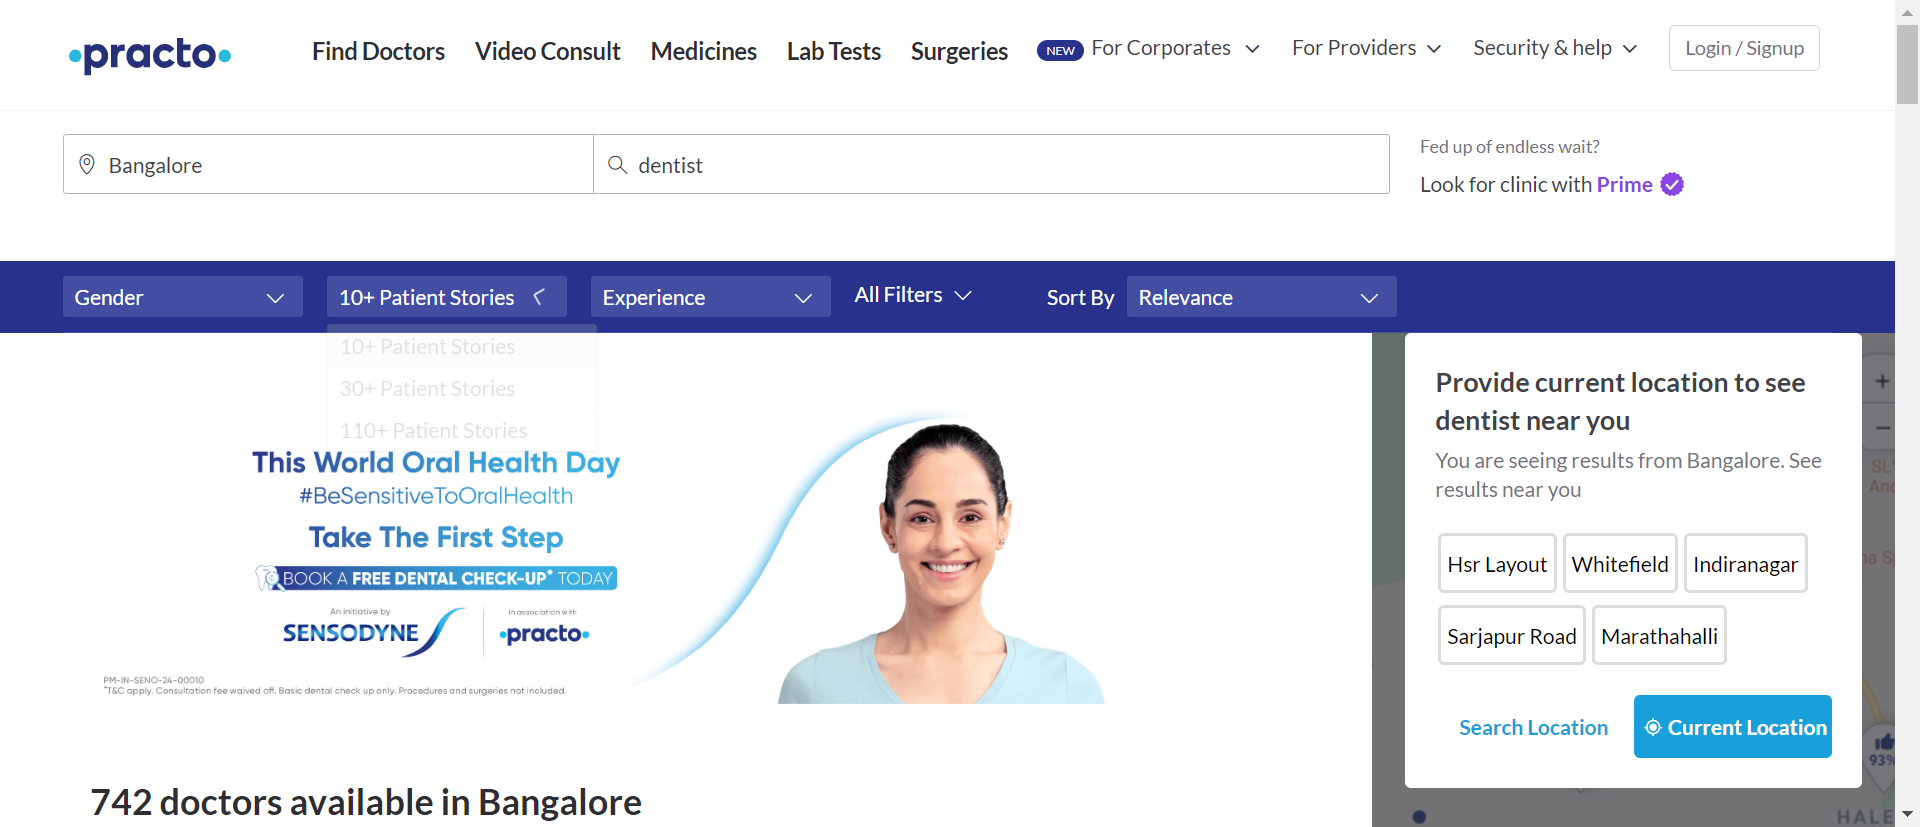 practo
Find Doctors
Video Consult
Medicines
Lab Tests
Surgeries
NEW
For Corporates
For Providers
Security & help
Login / Signup
Bangalore
dentist
Fed up of endless wait?
Look for clinic with Prime
Gender
10+ Patient Stories
Experience
All Filters
Sort By
Relevance
10+ Patient Stories
30+ Patient Stories
110+ Patient Stories
This World Oral Health Day
#BeSensitiveToOralHealth
Take The First Step
BOOK A FREE DENTAL CHECK-UP* TODAY
An initiative by
SENSODYNE
In association with
practo
PM-IN-SENO-24-00010
*T&C apply. Consultation fee waived off. Basic dental check up only. Procedures and surgeries not included.
742 doctors available in Bangalore
Provide current location to see
dentist near you
You are seeing results from Bangalore. See
results near you
Hsr Layout
Whitefield
Indiranagar
Sarjapur Road
Marathahalli
Search Location
Current Location
93%
HALE